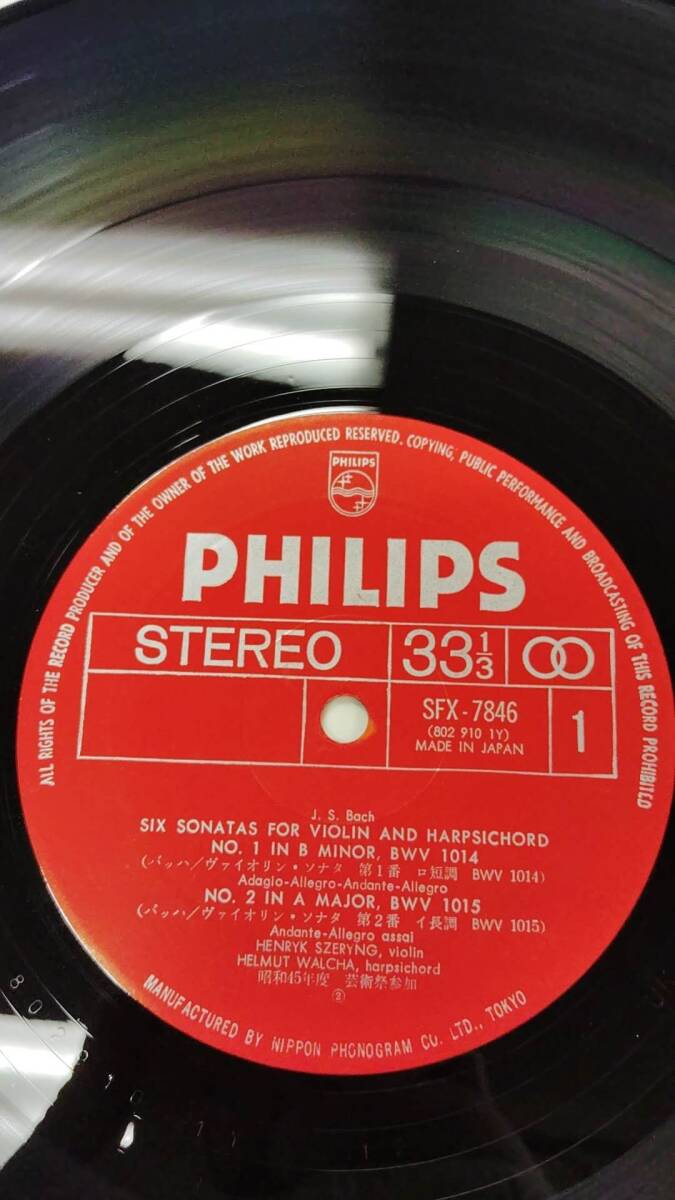 ALL RIGHTS OF THE RECORD PRODUCER AND OF THE OWNER OF THE WORK REPRODUCED RESERVED. COPYING, PUBLIC PERFORMANCE AND BROADCASTING OF THIS RECORD PROHIBITED
PHILIPS
PHILIPS
STEREO
33 1/3
SFX-7846
(802 910 1Y)
MADE IN JAPAN
1
J. S. Bach
SIX SONATAS FOR VIOLIN AND HARPSICHORD
NO. 1 IN B MINOR, BWV 1014
(バッハ/ヴァイオリン・ソナタ 第1番 ロ短調 BWV 1014)
Adagio-Allegro-Andante-Allegro
NO. 2 IN A MAJOR, BWV 1015
(バッハ/ヴァイオリン・ソナタ 第2番 イ長調 BWV 1015)
Andante-Allegro assai
HENRYK SZERYNG, violin
HELMUT WALCHA, harpsichord
昭和45年度 芸術祭参加
②
MANUFACTURED BY NIPPON PHONOGRAM CO. LTD., TOKYO